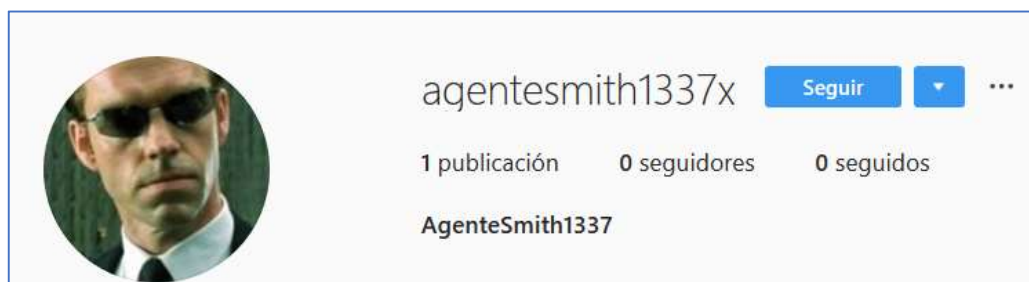 agentesmith1337x Seguir
1 publicación 0 seguidores 0 seguidos
AgenteSmith1337